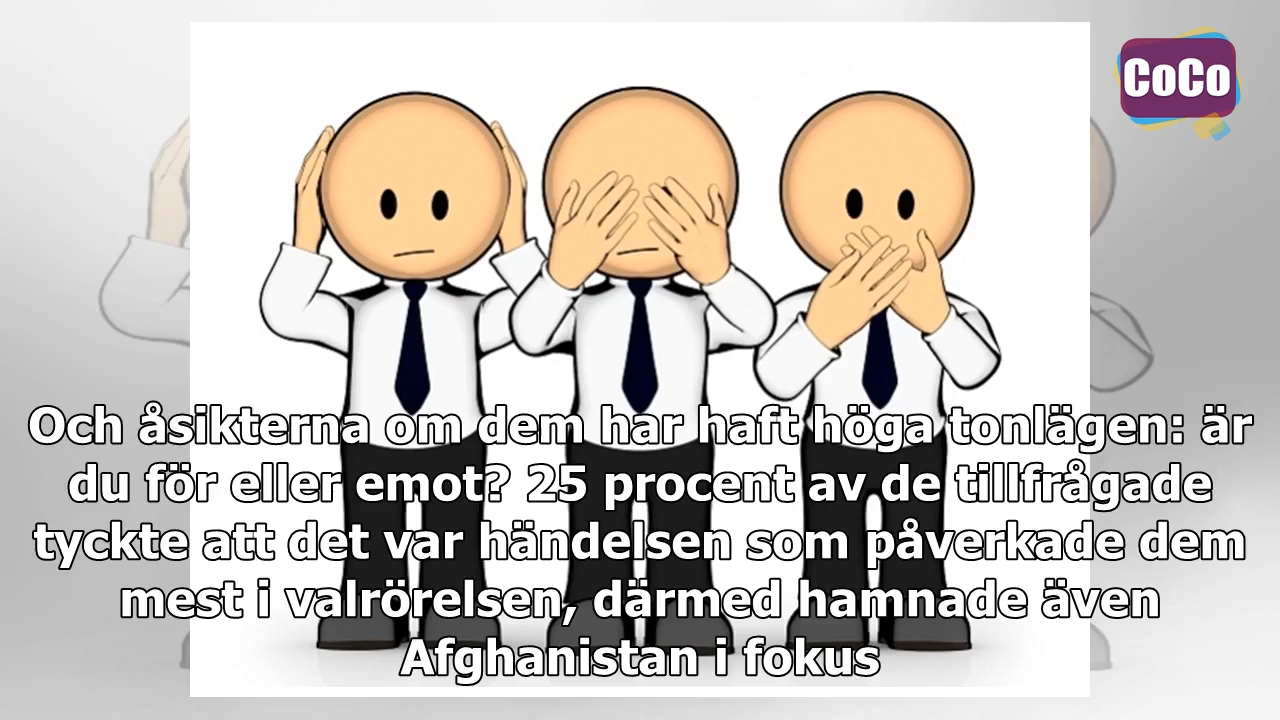 CoCo
Och åsikterna om dem har haft höga tonlägen: är
du för eller emot? 25 procent av de tillfrågade
tyckte att det var händelsen som påverkade dem
mest i valrörelsen, därmed hamnade även
Afghanistan i fokus